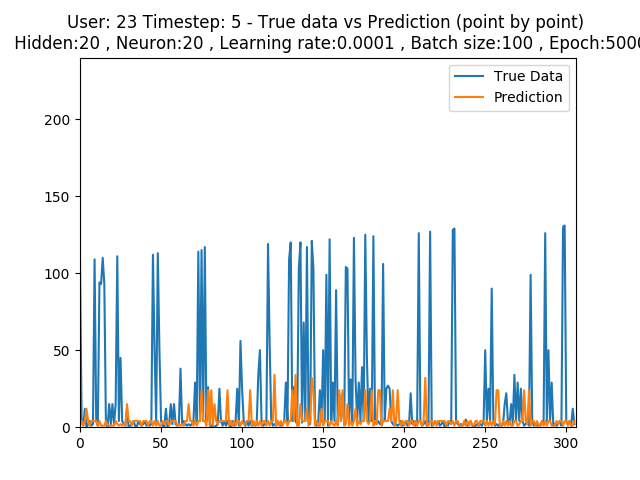 User: 23 Timestep: 5 - True data vs Prediction (point by point)
Hidden:20 , Neuron:20 , Learning rate:0.0001 , Batch size:100 , Epoch:5000
True Data
Prediction
200
150
100
50
0
0 50 100 150 200 250 300